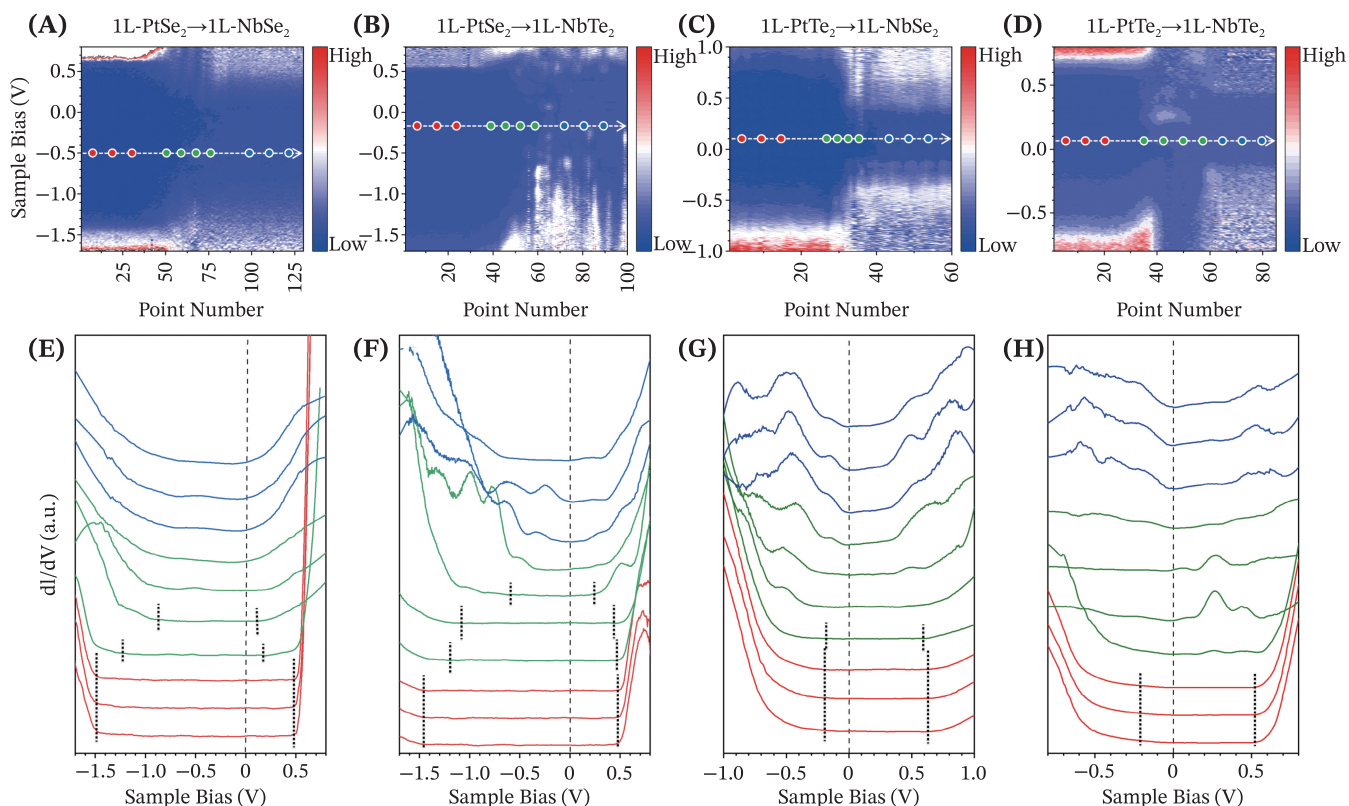 (A) 1L-PtSe₂→1L-NbSe₂
(B) 1L-PtSe₂→1L-NbTe₂
(C) 1L-PtTe₂→1L-NbSe₂
(D) 1L-PtTe₂→1L-NbTe₂
Sample Bias (V)
0.5
0.0
−0.5
−1.0
−1.5
25 50 75 100 125
Point Number
High
Low
0.5
0.0
−0.5
−1.0
−1.5
20 40 60 80 100
Point Number
High
Low
1.0
0.5
0.0
−0.5
−1.0
20 40 60
Point Number
High
Low
0.5
0.0
−0.5
20 40 60 80
Point Number
High
Low
(E)
(F)
(G)
(H)
dI/dV (a.u.)
−1.5 −1.0 −0.5 0 0.5
Sample Bias (V)
−1.5 −1.0 −0.5 0 0.5
Sample Bias (V)
−1.0 −0.5 0 0.5 1.0
Sample Bias (V)
−0.5 0 0.5
Sample Bias (V)